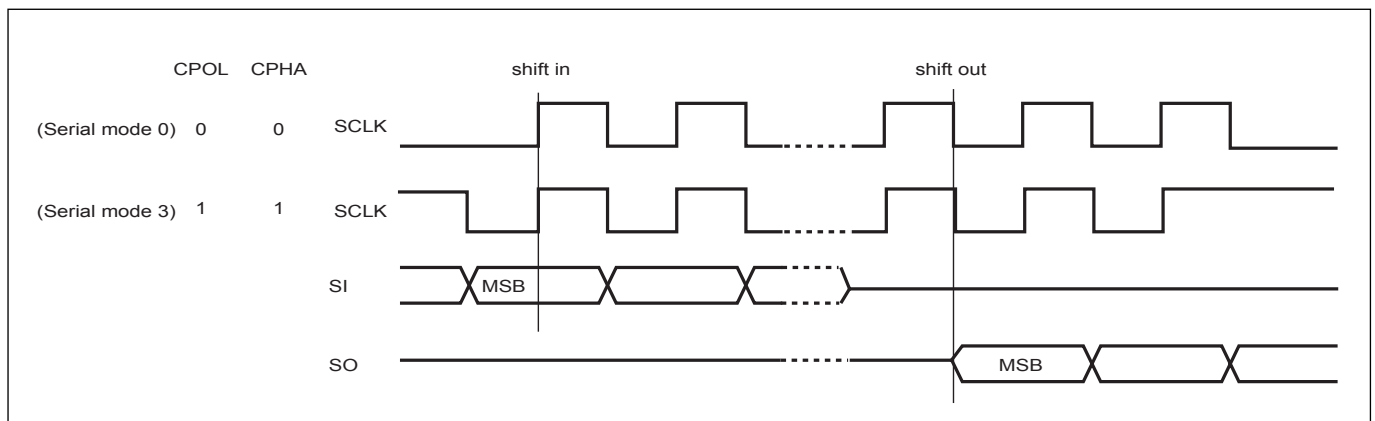 CPOL CPHA shift in shift out
(Serial mode 0) 0 0 SCLK
(Serial mode 3) 1 1 SCLK
SI MSB
SO MSB